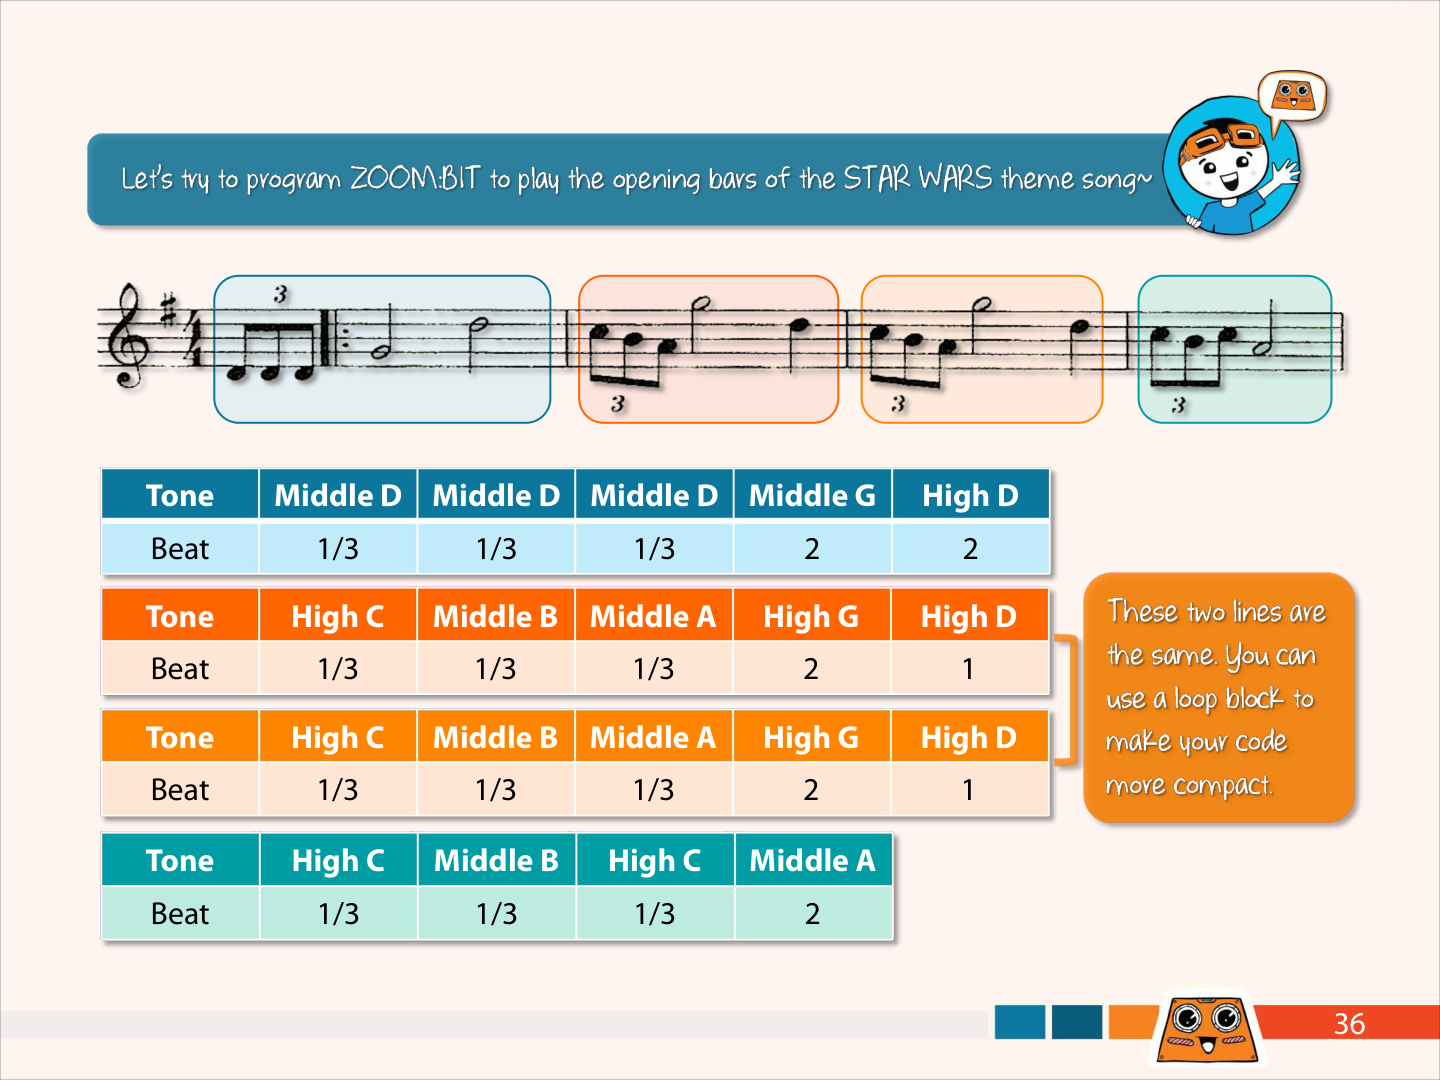 Let's try to program ZOOM:BIT to play the opening bars of the STAR WARS theme song~
3
3
3
3
Tone Middle D Middle D Middle D Middle G High D
Beat 1/3 1/3 1/3 2 2
Tone High C Middle B Middle A High G High D
Beat 1/3 1/3 1/3 2 1
Tone High C Middle B Middle A High G High D
Beat 1/3 1/3 1/3 2 1
Tone High C Middle B High C Middle A
Beat 1/3 1/3 1/3 2
These two lines are
the same. You can
use a loop block to
make your code
more compact.
36